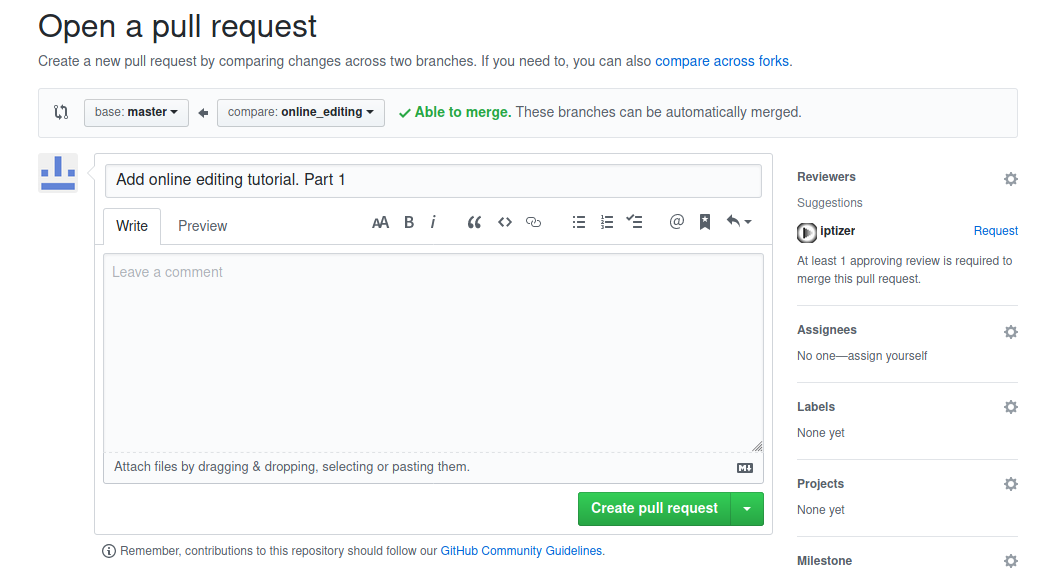 Open a pull request
Create a new pull request by comparing changes across two branches. If you need to, you can also compare across forks.
base: master
compare: online_editing
Able to merge. These branches can be automatically merged.
Add online editing tutorial. Part 1
Write
Preview
AA B i
@
Leave a comment
Attach files by dragging & dropping, selecting or pasting them.
Create pull request
Remember, contributions to this repository should follow our GitHub Community Guidelines.
Reviewers
Suggestions
iptizer
Request
At least 1 approving review is required to
merge this pull request.
Assignees
No one—assign yourself
Labels
None yet
Projects
None yet
Milestone